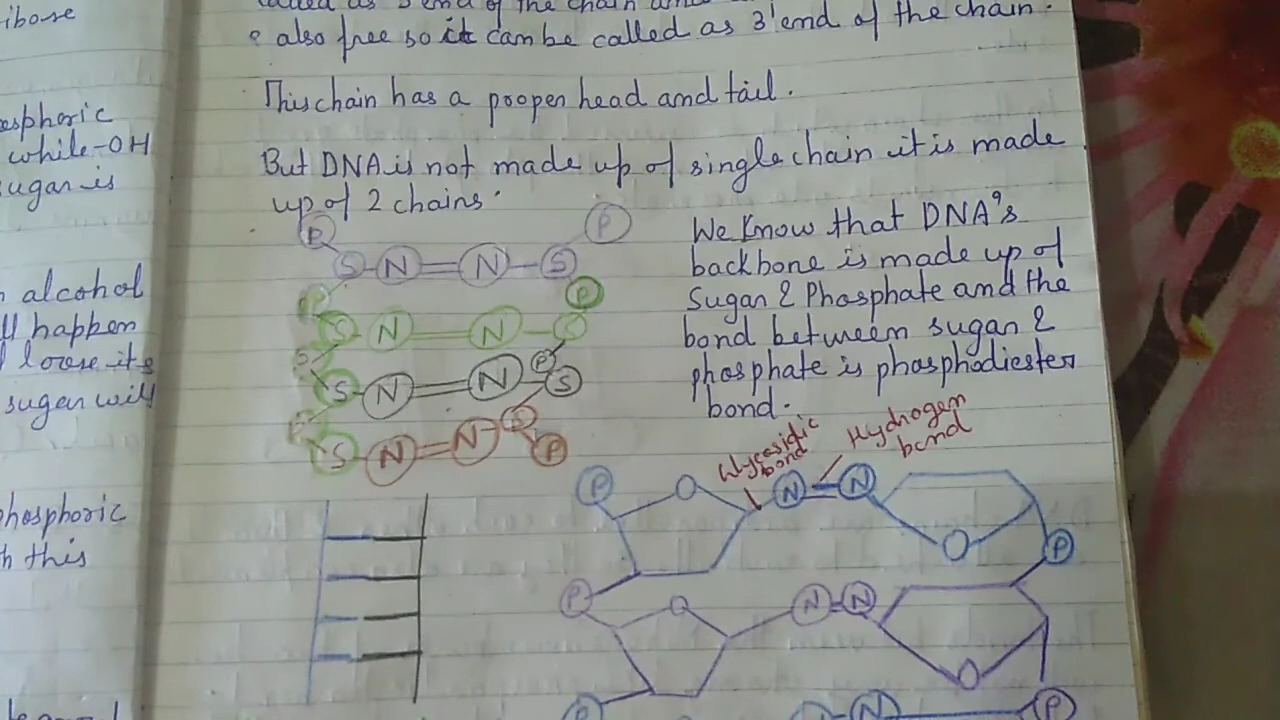 ibose
osphoric
while-OH
sugar is
alcohol
happen
loose its
sugar will
phosphoric
this
called as 5' end of the chain
also free so it can be called as 3' end of the chain.
This chain has a proper head and tail.
But DNA is not made up of single chain it is made
up of 2 chains.
P P
S N N S
P P
S N N S
S P
S N N S
P P
S N N P
We Know that DNA's
backbone is made up of
Sugar & Phosphate and the
bond between sugar &
phosphate is phosphodiester
bond.
Glycosidic
bond
Hydrogen
bond
P O N N
O P
P O N N
O
P N P